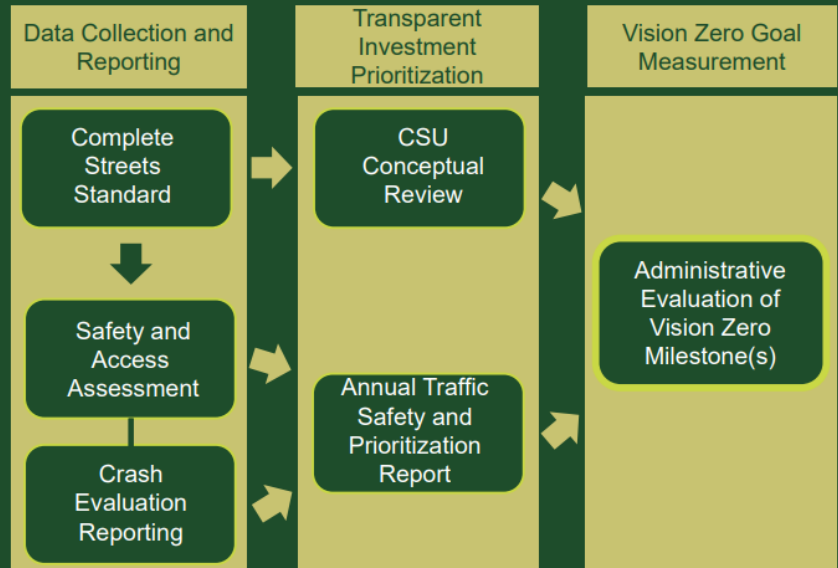 Data Collection and
Reporting
Transparent
Investment
Prioritization
Vision Zero Goal
Measurement
Complete
Streets
Standard
CSU
Conceptual
Review
Administrative
Evaluation of
Vision Zero
Milestone(s)
Safety and
Access
Assessment
Annual Traffic
Safety and
Prioritization
Report
Crash
Evaluation
Reporting